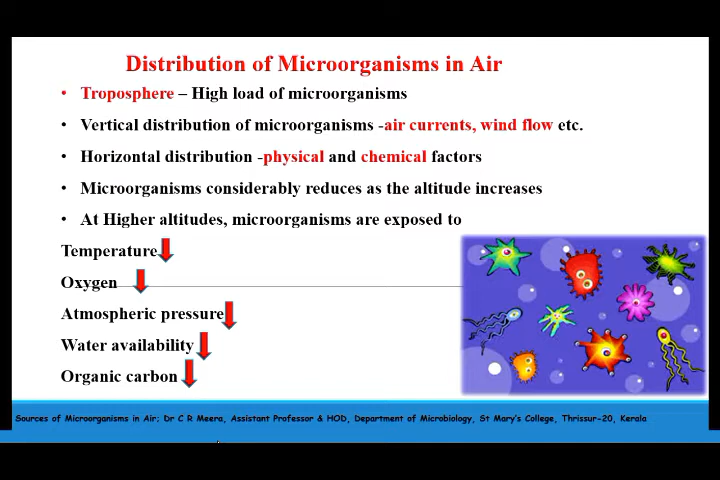 Distribution of Microorganisms in Air
• Troposphere – High load of microorganisms
• Vertical distribution of microorganisms -air currents, wind flow etc.
• Horizontal distribution -physical and chemical factors
• Microorganisms considerably reduces as the altitude increases
• At Higher altitudes, microorganisms are exposed to
Temperature
Oxygen
Atmospheric pressure
Water availability
Organic carbon
Sources of Microorganisms in Air; Dr C R Meera, Assistant Professor & HOD, Department of Microbiology, St Mary's College, Thrissur-20, Kerala